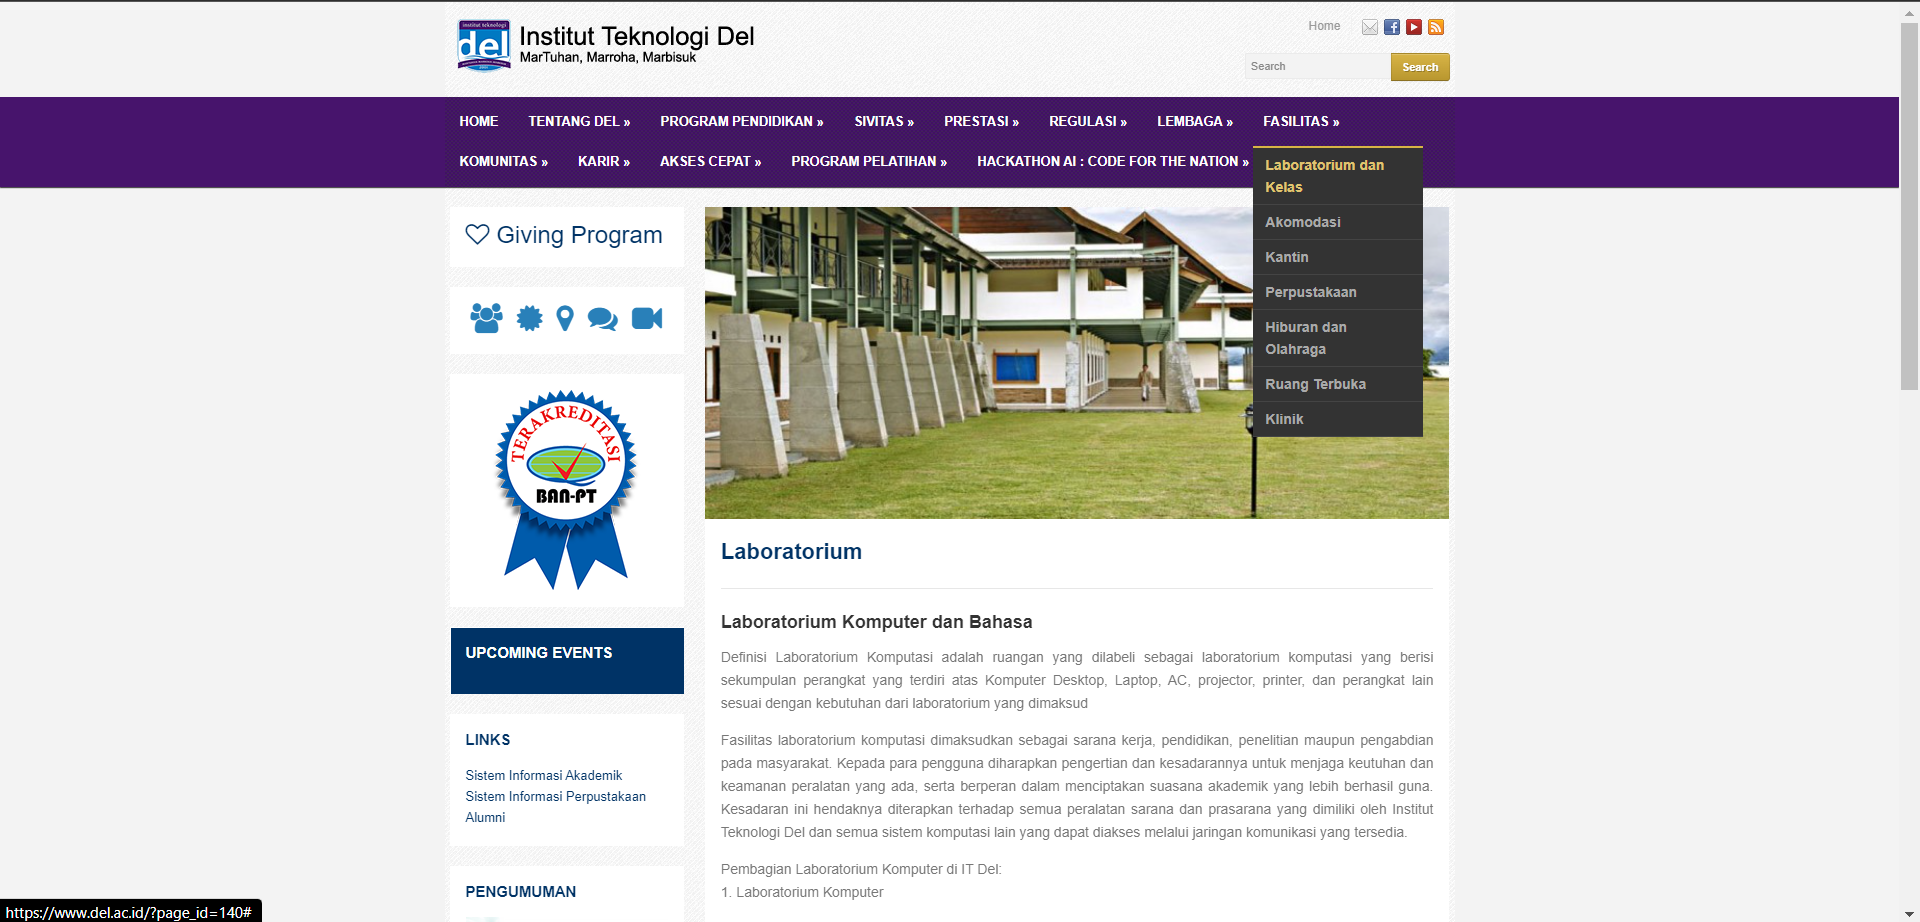 institut teknologi
del
Institut Teknologi Del
MarTuhan, Marroha, Marbisuk
Home
Search
Search
HOME
TENTANG DEL »
PROGRAM PENDIDIKAN »
SIVITAS »
PRESTASI »
REGULASI »
LEMBAGA »
FASILITAS »
KOMUNITAS »
KARIR »
AKSES CEPAT »
PROGRAM PELATIHAN »
HACKATHON AI : CODE FOR THE NATION »
Laboratorium dan
Kelas
Akomodasi
Kantin
Perpustakaan
Hiburan dan
Olahraga
Ruang Terbuka
Klinik
Giving Program
TERAKREDITASI
BAN-PT
UPCOMING EVENTS
LINKS
Sistem Informasi Akademik
Sistem Informasi Perpustakaan
Alumni
PENGUMUMAN
Laboratorium
Laboratorium Komputer dan Bahasa
Definisi Laboratorium Komputasi adalah ruangan yang dilabeli sebagai laboratorium komputasi yang berisi
sekumpulan perangkat yang terdiri atas Komputer Desktop, Laptop, AC, projector, printer, dan perangkat lain
sesuai dengan kebutuhan dari laboratorium yang dimaksud
Fasilitas laboratorium komputasi dimaksudkan sebagai sarana kerja, pendidikan, penelitian maupun pengabdian
pada masyarakat. Kepada para pengguna diharapkan pengertian dan kesadarannya untuk menjaga keutuhan dan
keamanan peralatan yang ada, serta berperan dalam menciptakan suasana akademik yang lebih berhasil guna.
Kesadaran ini hendaknya diterapkan terhadap semua peralatan sarana dan prasarana yang dimiliki oleh Institut
Teknologi Del dan semua sistem komputasi lain yang dapat diakses melalui jaringan komunikasi yang tersedia.
Pembagian Laboratorium Komputer di IT Del:
1. Laboratorium Komputer
https://www.del.ac.id/?page_id=140#